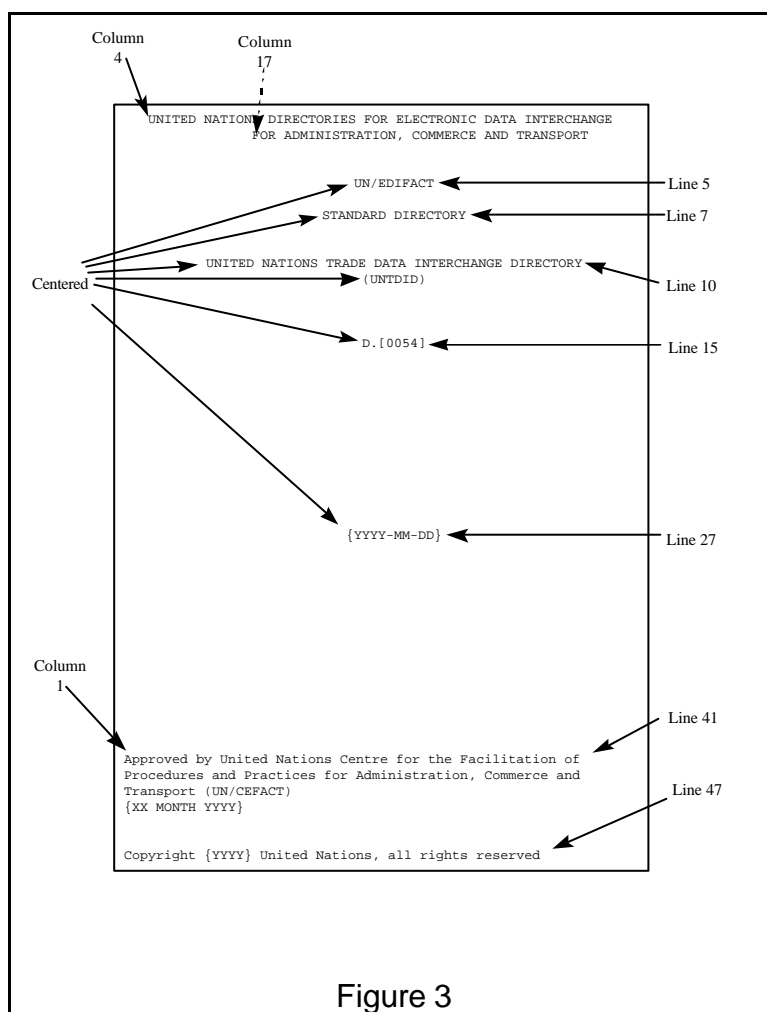 Column
4
Column
17
UNITED NATIONS DIRECTORIES FOR ELECTRONIC DATA INTERCHANGE
FOR ADMINISTRATION, COMMERCE AND TRANSPORT
UN/EDIFACT
Line 5
STANDARD DIRECTORY
Line 7
UNITED NATIONS TRADE DATA INTERCHANGE DIRECTORY
(UNTDID)
Centered
Line 10
D.[0054]
Line 15
{YYYY-MM-DD}
Line 27
Column
1
Line 41
Approved by United Nations Centre for the Facilitation of
Procedures and Practices for Administration, Commerce and
Transport (UN/CEFACT)
{XX MONTH YYYY}
Line 47
Copyright {YYYY} United Nations, all rights reserved
Figure 3